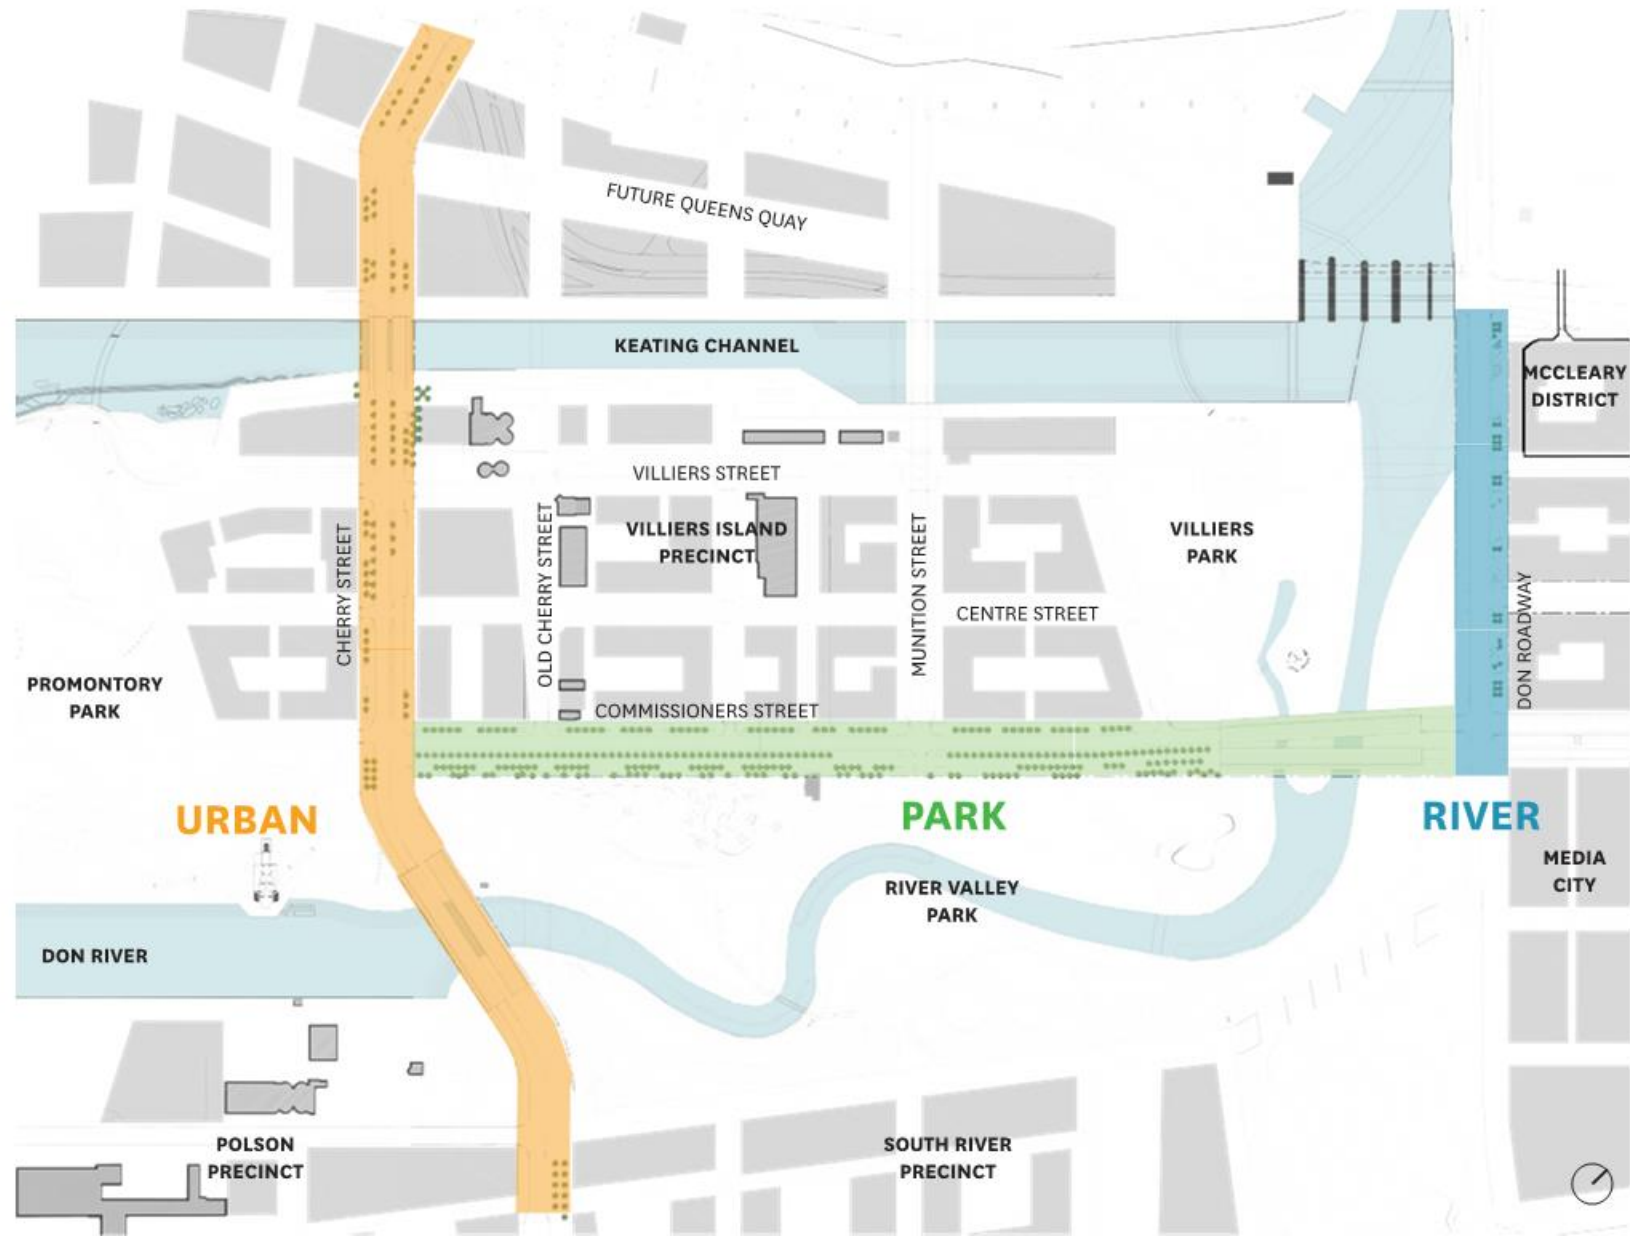 FUTURE QUEENS QUAY
KEATING CHANNEL
MCCLEARY
DISTRICT
VILLIERS STREET
CHERRY STREET
OLD CHERRY STREET
VILLIERS ISLAND
PRECINCT
MUNITION STREET
VILLIERS
PARK
CENTRE STREET
DON ROADWAY
PROMONTORY
PARK
COMMISSIONERS STREET
URBAN
PARK
RIVER
MEDIA
CITY
RIVER VALLEY
PARK
DON RIVER
POLSON
PRECINCT
SOUTH RIVER
PRECINCT